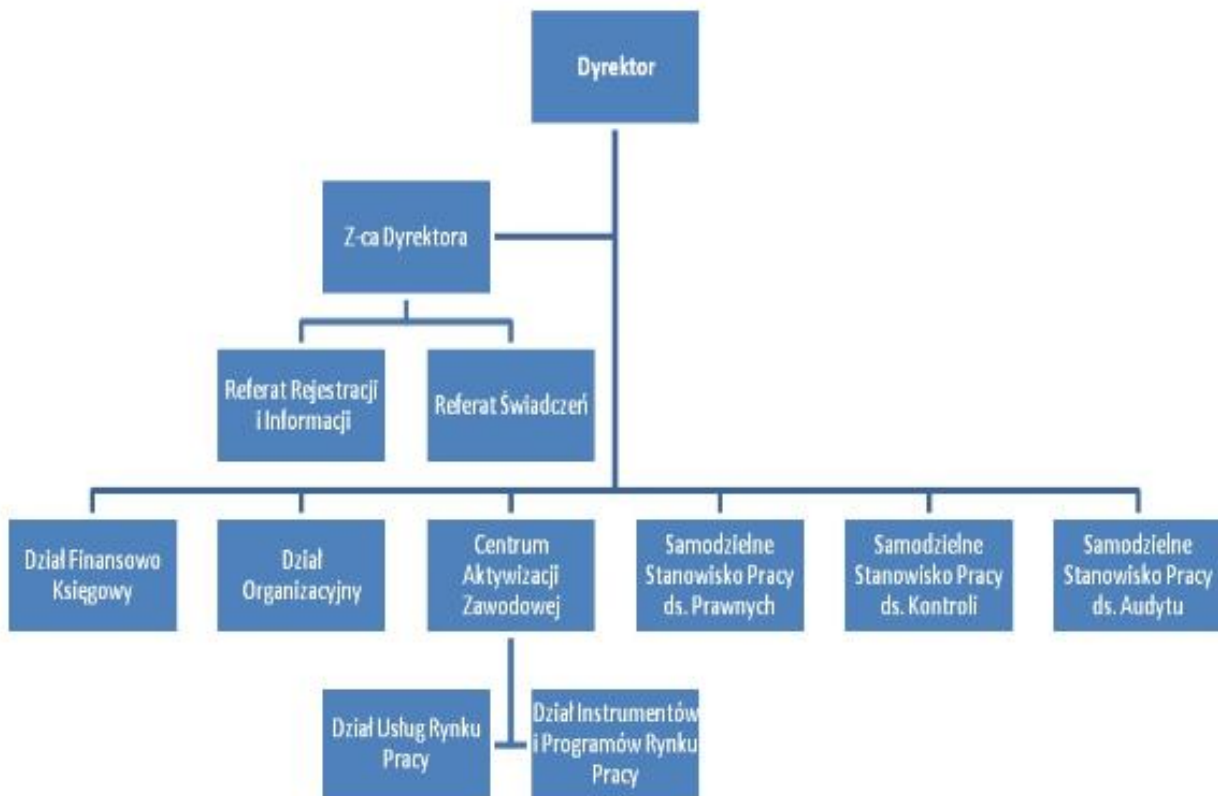 Dyrektor
Z-ca Dyrektora
Referat Rejestracji
i Informacji
Referat Świadczeń
Dział Finansowo
Księgowy
Dział
Organizacyjny
Centrum
Aktywizacji
Zawodowej
Samodzielne
Stanowisko Pracy
ds. Prawnych
Samodzielne
Stanowisko Pracy
ds. Kontroli
Samodzielne
Stanowisko Pracy
ds. Audytu
Dział Usług Rynku
Pracy
Dział Instrumentów
i Programów Rynku
Pracy